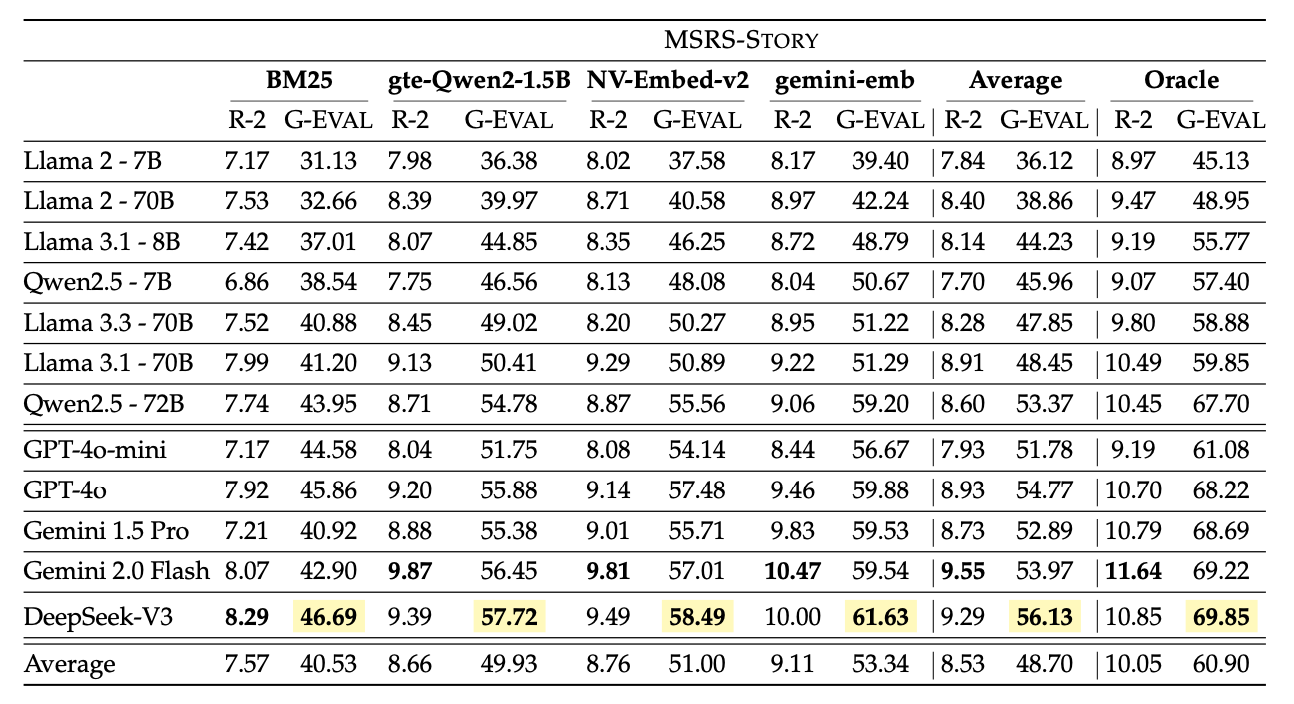 MSRS-STORY
BM25 gte-Qwen2-1.5B NV-Embed-v2 gemini-emb Average Oracle
R-2 G-EVAL R-2 G-EVAL R-2 G-EVAL R-2 G-EVAL R-2 G-EVAL R-2 G-EVAL
Llama 2 - 7B 7.17 31.13 7.98 36.38 8.02 37.58 8.17 39.40 7.84 36.12 8.97 45.13
Llama 2 - 70B 7.53 32.66 8.39 39.97 8.71 40.58 8.97 42.24 8.40 38.86 9.47 48.95
Llama 3.1 - 8B 7.42 37.01 8.07 44.85 8.35 46.25 8.72 48.79 8.14 44.23 9.19 55.77
Qwen2.5 - 7B 6.86 38.54 7.75 46.56 8.13 48.08 8.04 50.67 7.70 45.96 9.07 57.40
Llama 3.3 - 70B 7.52 40.88 8.45 49.02 8.20 50.27 8.95 51.22 8.28 47.85 9.80 58.88
Llama 3.1 - 70B 7.99 41.20 9.13 50.41 9.29 50.89 9.22 51.29 8.91 48.45 10.49 59.85
Qwen2.5 - 72B 7.74 43.95 8.71 54.78 8.87 55.56 9.06 59.20 8.60 53.37 10.45 67.70
GPT-4o-mini 7.17 44.58 8.04 51.75 8.08 54.14 8.44 56.67 7.93 51.78 9.19 61.08
GPT-4o 7.92 45.86 9.20 55.88 9.14 57.48 9.46 59.88 8.93 54.77 10.70 68.22
Gemini 1.5 Pro 7.21 40.92 8.88 55.38 9.01 55.71 9.83 59.53 8.73 52.89 10.79 68.69
Gemini 2.0 Flash 8.07 42.90 9.87 56.45 9.81 57.01 10.47 59.54 9.55 53.97 11.64 69.22
DeepSeek-V3 8.29 46.69 9.39 57.72 9.49 58.49 10.00 61.63 9.29 56.13 10.85 69.85
Average 7.57 40.53 8.66 49.93 8.76 51.00 9.11 53.34 8.53 48.70 10.05 60.90